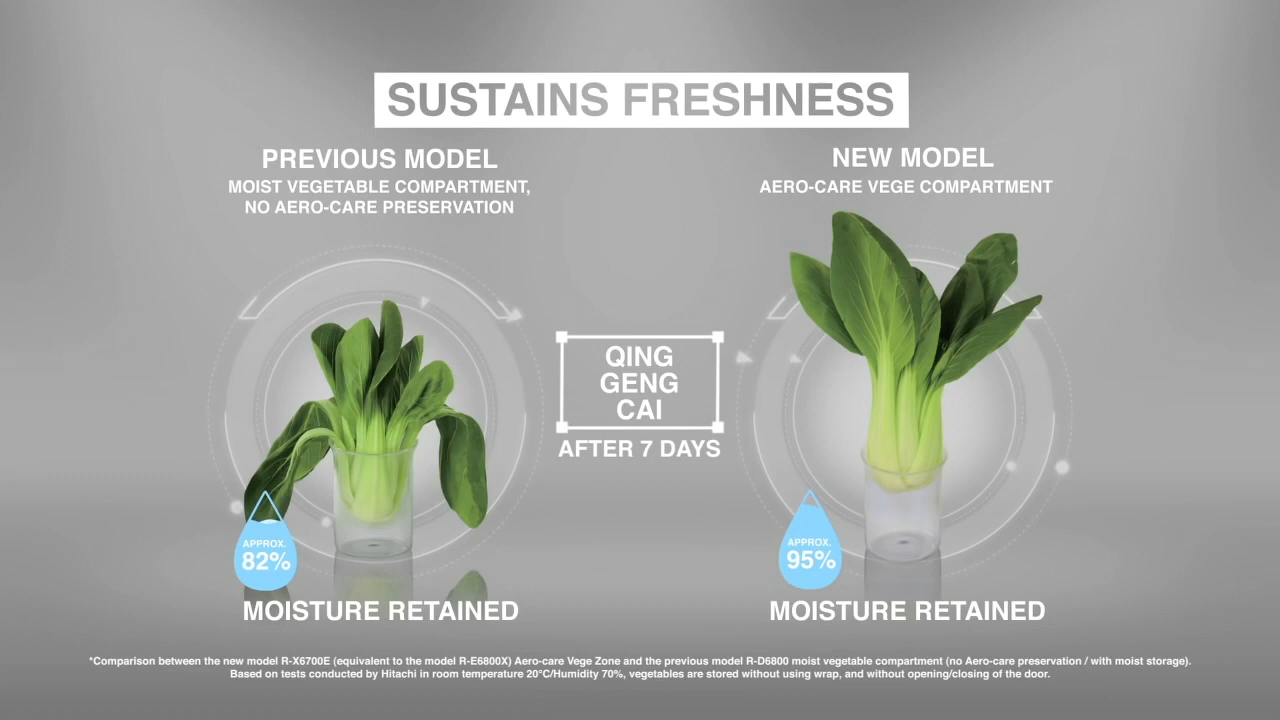 SUSTAINS FRESHNESS
PREVIOUS MODEL
MOIST VEGETABLE COMPARTMENT,
NO AERO-CARE PRESERVATION
NEW MODEL
AERO-CARE VEGE COMPARTMENT
QING
GENG
CAI
AFTER 7 DAYS
APPROX.
82%
MOISTURE RETAINED
APPROX.
95%
MOISTURE RETAINED
*Comparison between the new model R-X6700E (equivalent to the model R-E6800X) Aero-care Vege Zone and the previous model R-D6800 moist vegetable compartment (no Aero-care preservation / with moist storage).
Based on tests conducted by Hitachi in room temperature 20°C/Humidity 70%, vegetables are stored without using wrap, and without opening/closing of the door.